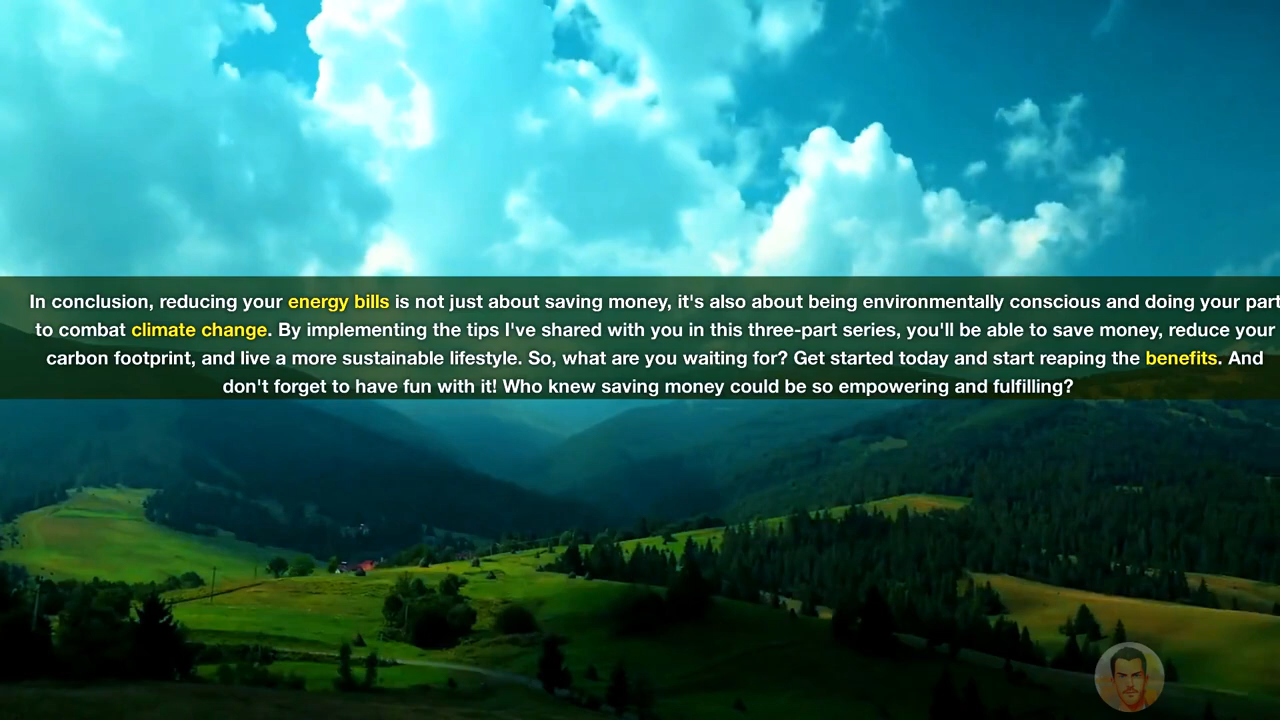 In conclusion, reducing your energy bills is not just about saving money, it's also about being environmentally conscious and doing your part
to combat climate change. By implementing the tips I've shared with you in this three-part series, you'll be able to save money, reduce your
carbon footprint, and live a more sustainable lifestyle. So, what are you waiting for? Get started today and start reaping the benefits. And
don't forget to have fun with it! Who knew saving money could be so empowering and fulfilling?